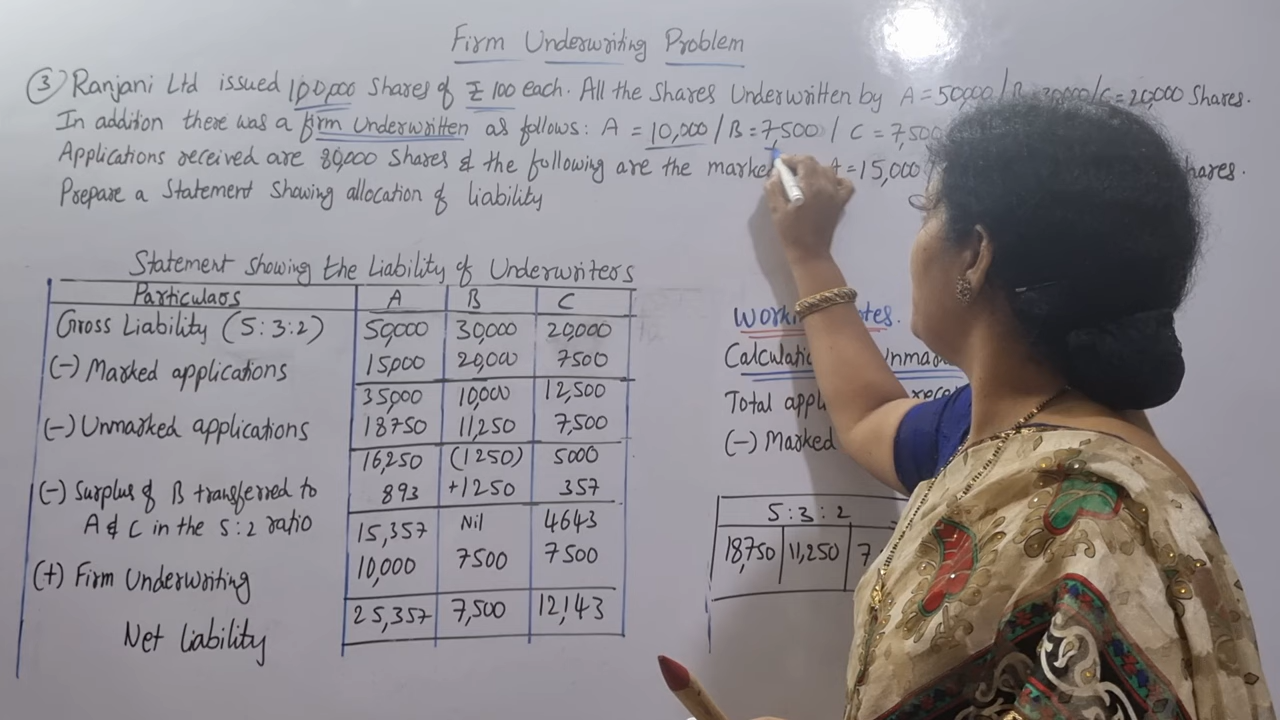 Firm Underwriting Problem
③ Ranjani Ltd issued 1,00,000 Shares of ₹ 100 each. All the Shares Underwritten by A = 50,000 / B = 30,000 / C = 20,000 Shares.
In addition there was a firm Underwritten as follows: A = 10,000 / B = 7,500 / C = 7,500
Applications received are 80,000 Shares & the following are the A = 15,000 Shares.
Prepare a Statement Showing allocation of liability
Statement Showing the Liability of Underwriters
Particulars A B C
Gross Liability (5:3:2) 50,000 30,000 20,000
(-) Marked applications 15,000 20,000 7500
35,000 10,000 12,500
(-) Unmarked applications 18750 11,250 7,500
16,250 (1250) 5000
(-) Surplus of B transferred to 893 +1250 357
A & C in the 5:2 ratio
15,357 Nil 4643
(+) Firm Underwriting 10,000 7500 7500
Net Liability 25,357 7,500 12,143
Total
(-) Marked
5 : 3 : 2
18,750 11,250